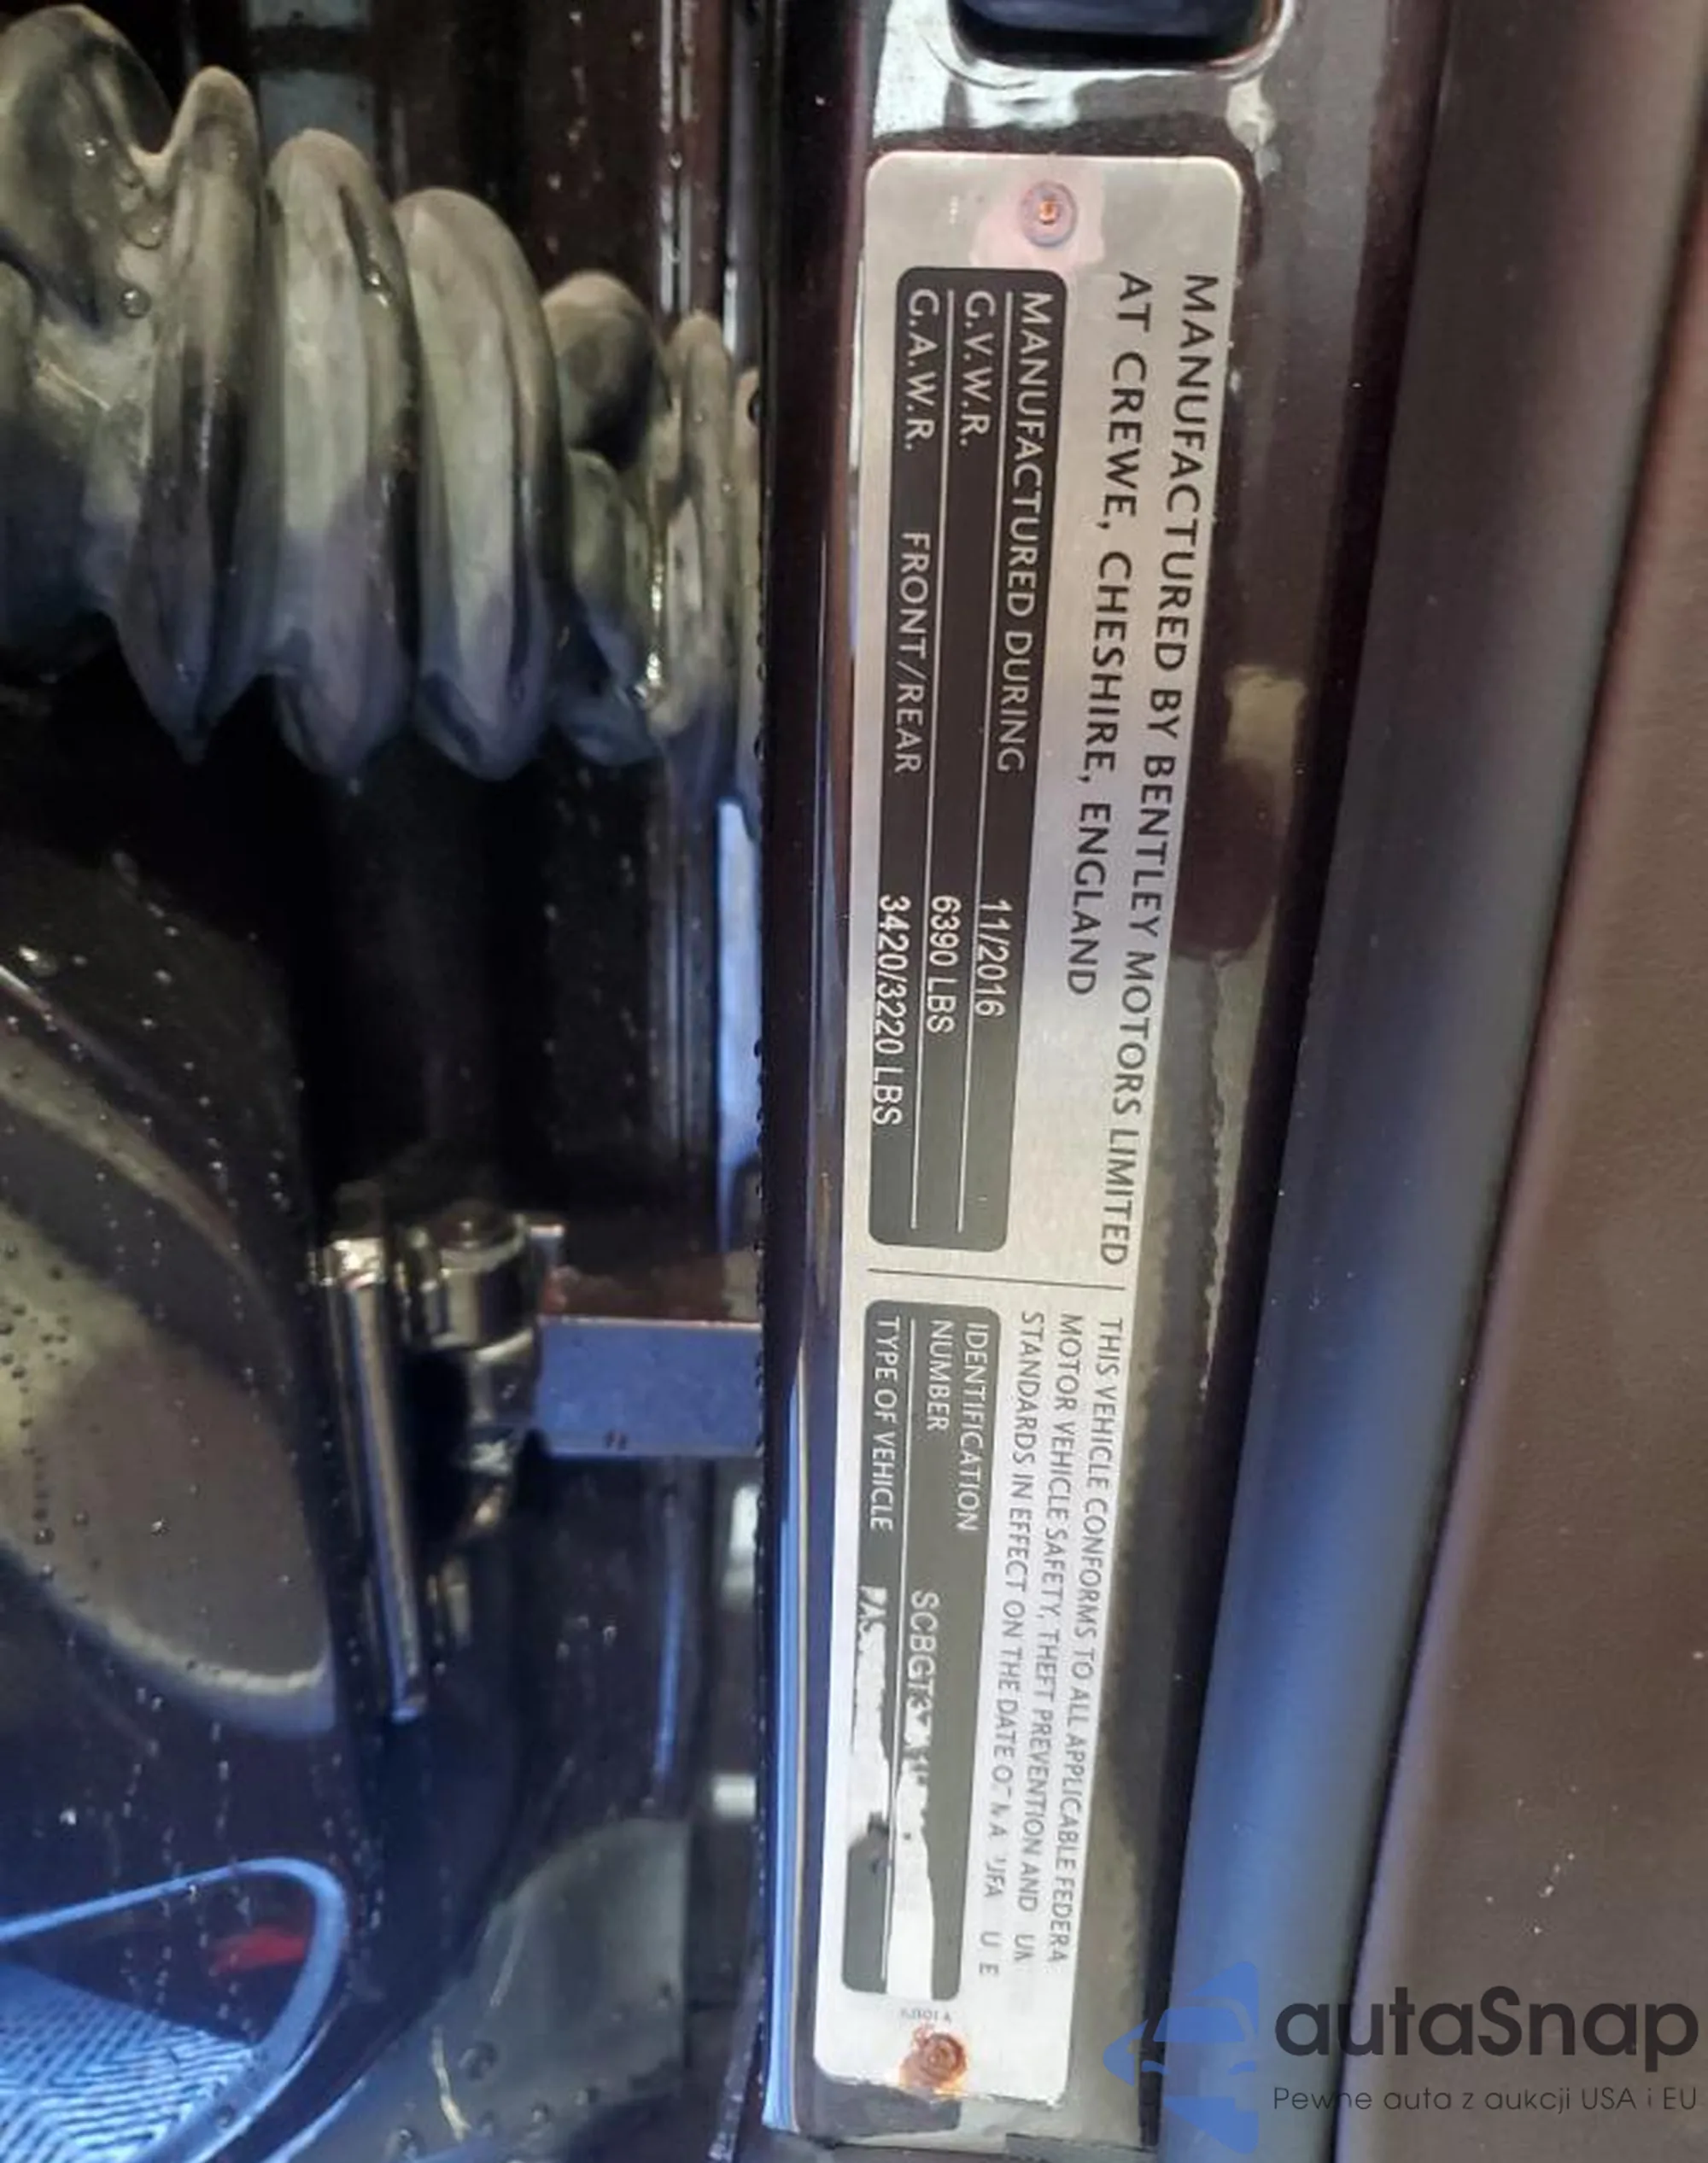 MANUFACTURED BY BENTLEY MOTORS LIMITED
AT CREWE, CHESHIRE, ENGLAND
MANUFACTURED DURING 11/2016
G.V.W.R. 6390 LBS
G.A.W.R. FRONT/REAR 3420/3220 LBS
THIS VEHICLE CONFORMS TO ALL APPLICABLE FEDERA
MOTOR VEHICLE SAFETY, THEFT PREVENTION AND
STANDARDS IN EFFECT ON THE DATE
IDENTIFICATION
NUMBER
TYPE OF VEHICLE
autaSnap
Pewne auta z aukcji USA i EU